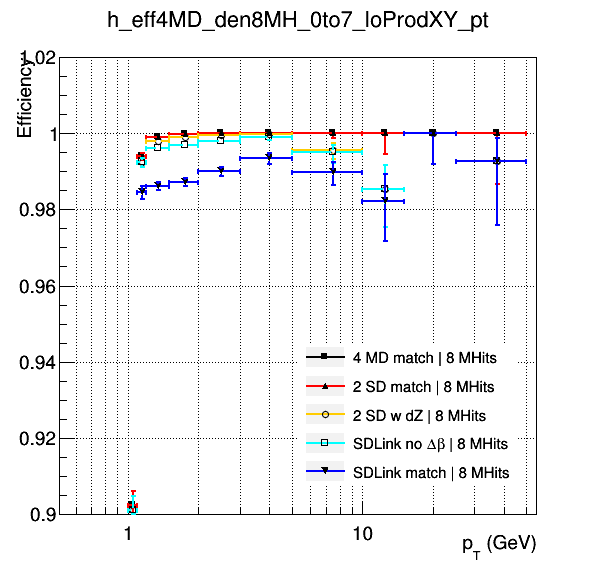 h_eff4MD_den8MH_0to7_loProdXY_pt
Efficiency
1.02
1
0.98
0.96
0.94
0.92
0.9
4 MD match | 8 MHits
2 SD match | 8 MHits
2 SD w dZ | 8 MHits
SDLink no Δβ | 8 MHits
SDLink match | 8 MHits
1
10
p_T (GeV)